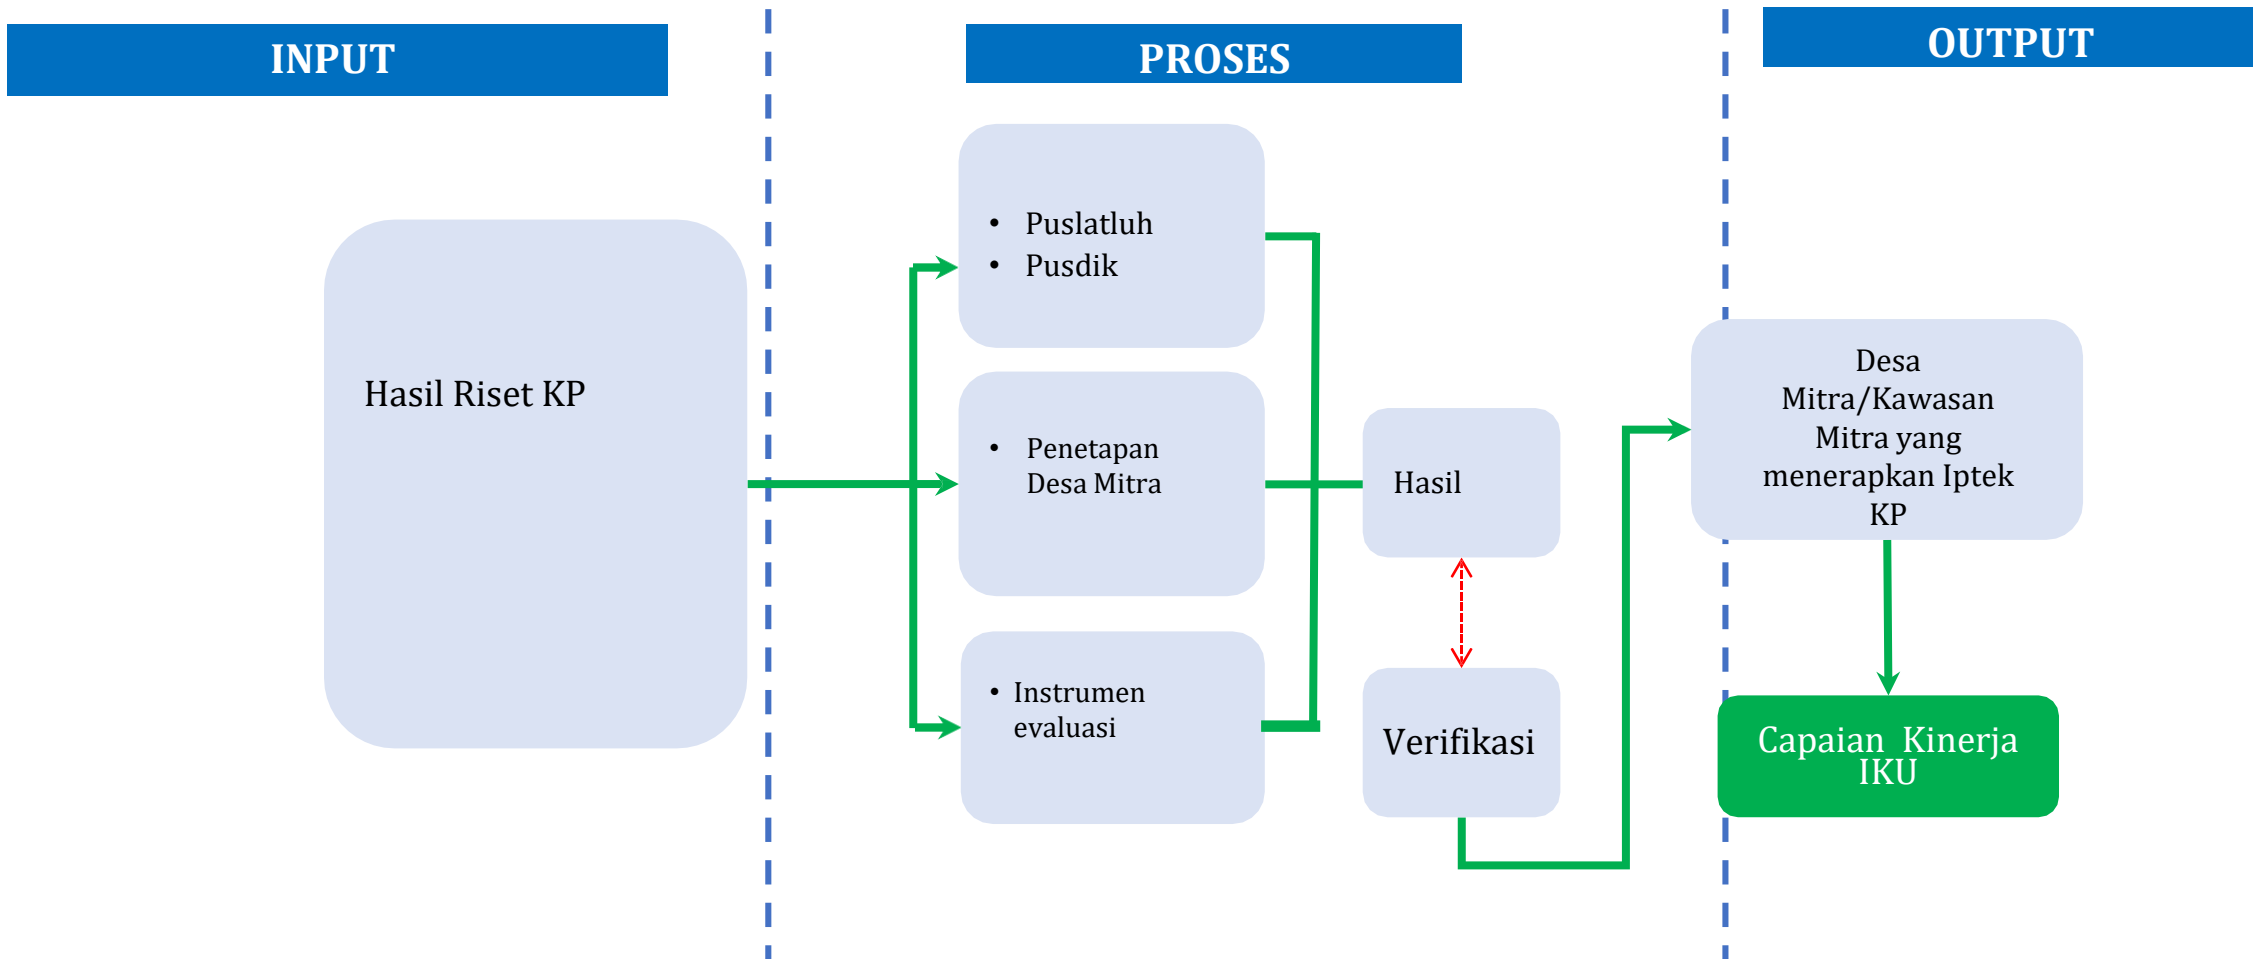 INPUT
PROSES
OUTPUT
Hasil Riset KP
• Puslatluh
• Pusdik
• Penetapan
Desa Mitra
• Instrumen
evaluasi
Hasil
Verifikasi
Desa
Mitra/Kawasan
Mitra yang
menerapkan Iptek
KP
Capaian Kinerja
IKU